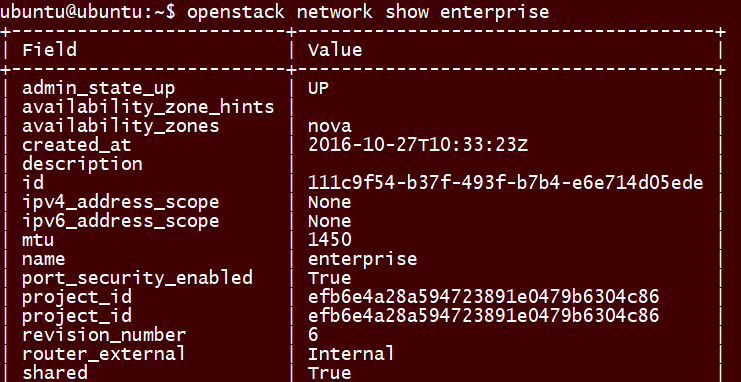 ubuntu@ubuntu:~$ openstack network show enterprise
+---------------------------+--------------------------------------+
| Field                     | Value                                |
+---------------------------+--------------------------------------+
| admin_state_up            | UP                                   |
| availability_zone_hints   |                                      |
| availability_zones        | nova                                 |
| created_at                | 2016-10-27T10:33:23Z                 |
| description               |                                      |
| id                        | 111c9f54-b37f-493f-b7b4-e6e714d05ede |
| ipv4_address_scope        | None                                 |
| ipv6_address_scope        | None                                 |
| mtu                       | 1450                                 |
| name                      | enterprise                           |
| port_security_enabled     | True                                 |
| project_id                | efb6e4a28a594723891e0479b6304c86     |
| project_id                | efb6e4a28a594723891e0479b6304c86     |
| revision_number           | 6                                    |
| router_external           | Internal                             |
| shared                    | True                                 |